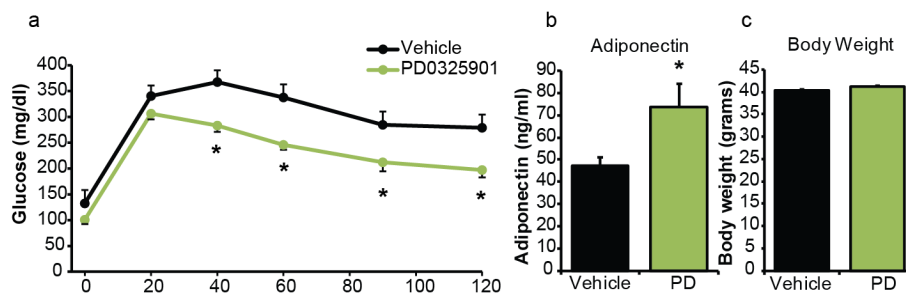 a
Vehicle
PD0325901
Glucose (mg/dl)
400
350
300
250
200
150
100
50
0
* * * *
0 20 40 60 80 100 120
b
Adiponectin
Adiponectin (ng/ml)
90
80
70
60
50
40
30
20
10
0
*
Vehicle PD
c
Body Weight
Body weight (grams)
45
40
35
30
25
20
15
10
5
0
Vehicle PD